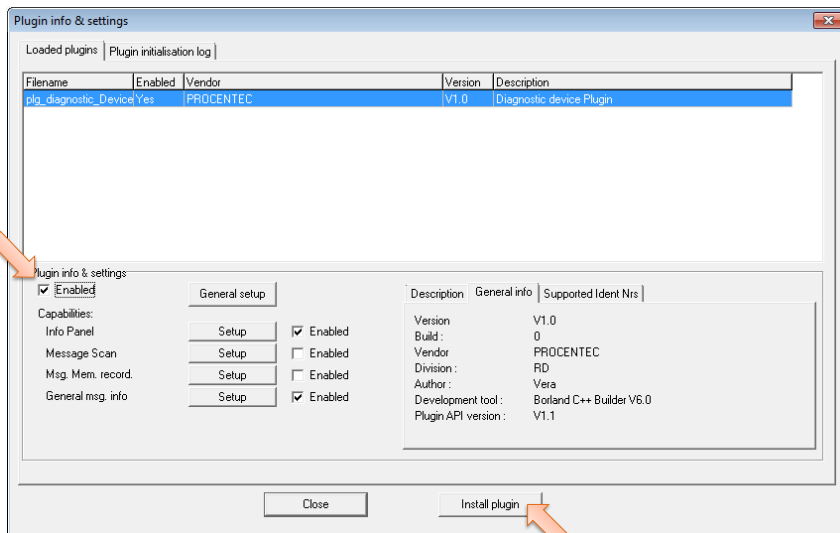 Plugin info & settings
Loaded plugins Plugin initialisation log
Filename Enabled Vendor Version Description
plg_diagnostic_Device Yes PROCENTEC V1.0 Diagnostic device Plugin
Plugin info & settings
Enabled General setup Description General info Supported Ident Nrs
Capabilities:
Info Panel Setup Enabled
Message Scan Setup Enabled
Msg. Mem. record. Setup Enabled
General msg. info Setup Enabled
Version V1.0
Build : 0
Vendor PROCENTEC
Division : RD
Author : Vera
Development tool : Borland C++ Builder V6.0
Plugin API version : V1.1
Close Install plugin